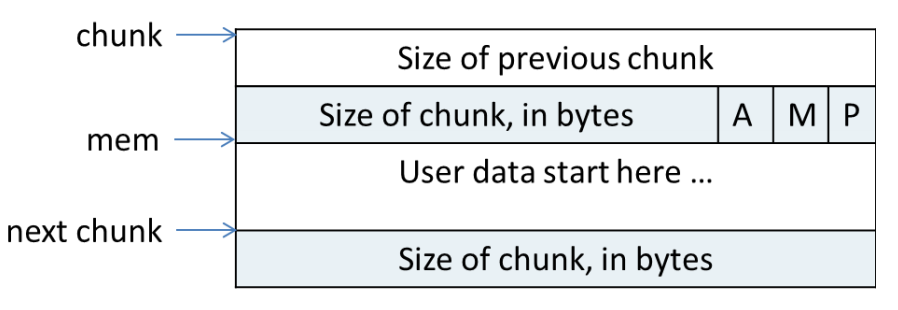 chunk
Size of previous chunk
Size of chunk, in bytes A M P
mem
User data start here ...
next chunk
Size of chunk, in bytes